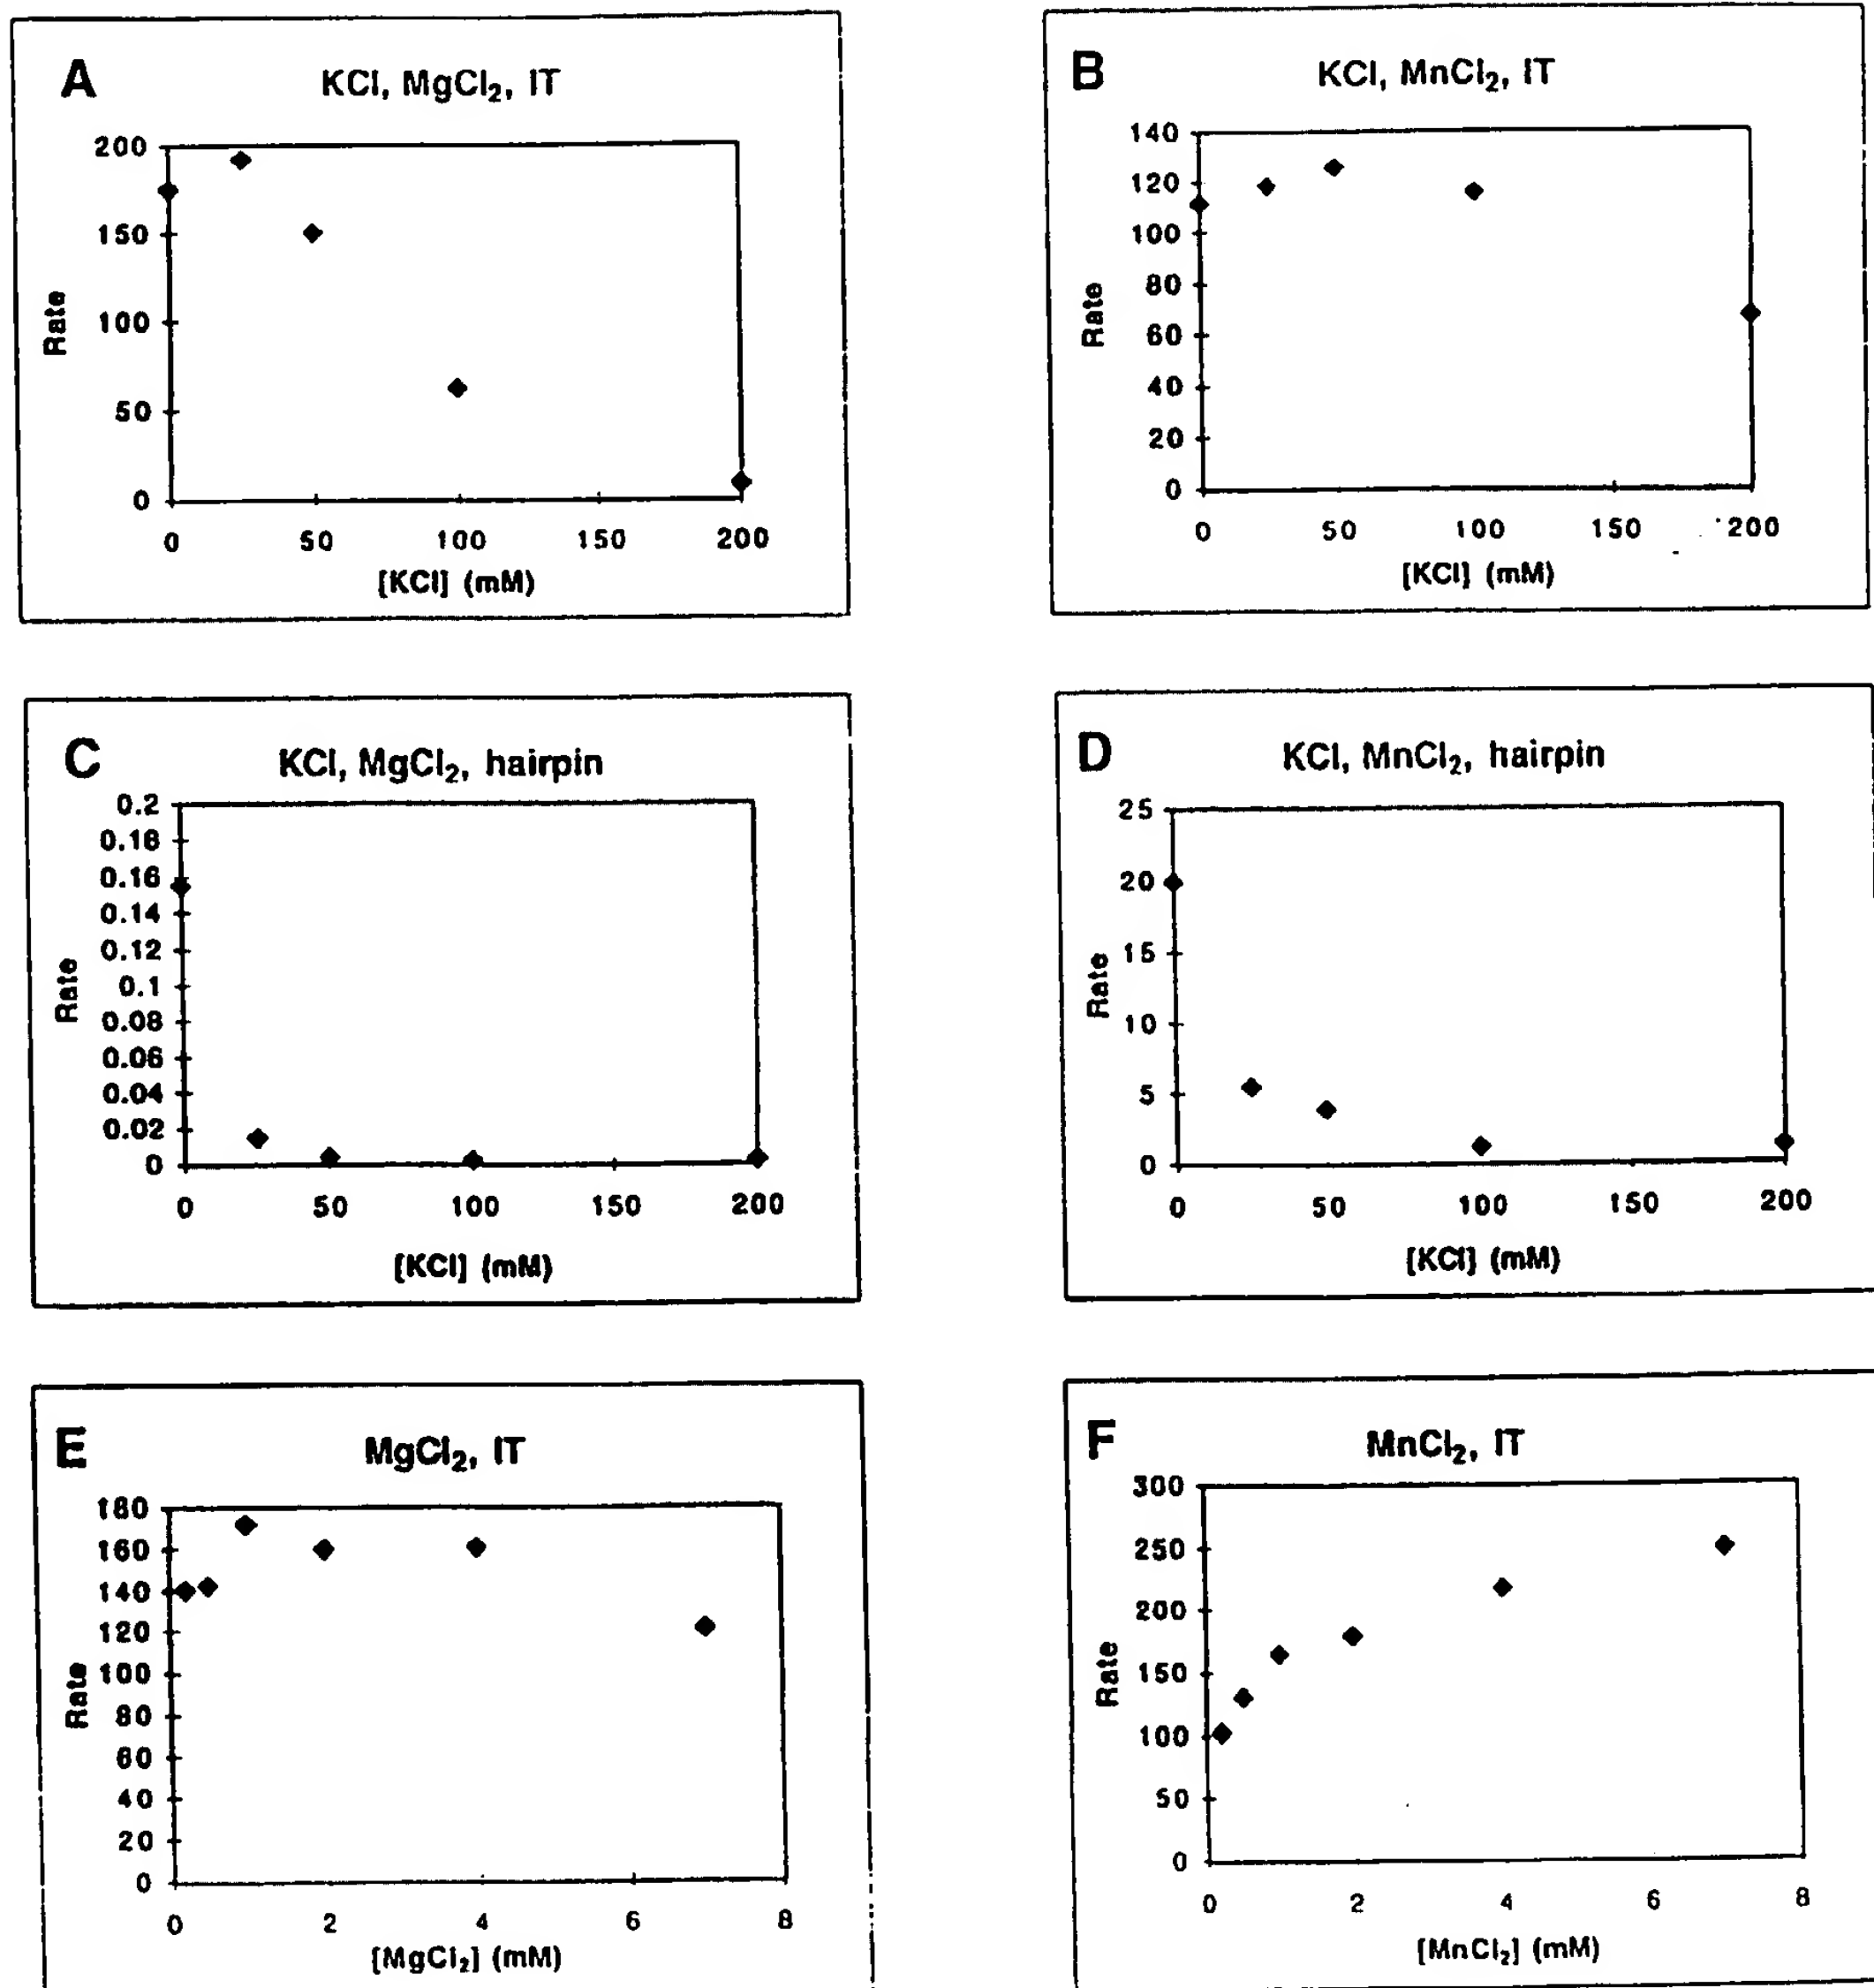 A
KCl, MgCl₂, IT
200
150
100
50
0
Rate
0 50 100 150 200
[KCl] (mM)
B
KCl, MnCl₂, IT
140
120
100
80
60
40
20
0
Rate
0 50 100 150 200
[KCl] (mM)
C
KCl, MgCl₂, hairpin
0.2
0.18
0.16
0.14
0.12
0.1
0.08
0.06
0.04
0.02
0
Rate
0 50 100 150 200
[KCl] (mM)
D
KCl, MnCl₂, hairpin
25
20
15
10
5
0
Rate
0 50 100 150 200
[KCl] (mM)
E
MgCl₂, IT
180
160
140
120
100
80
60
40
20
0
Rate
0 2 4 6 8
[MgCl₂] (mM)
F
MnCl₂, IT
300
250
200
150
100
50
0
Rate
0 2 4 6 8
[MnCl₂] (mM)